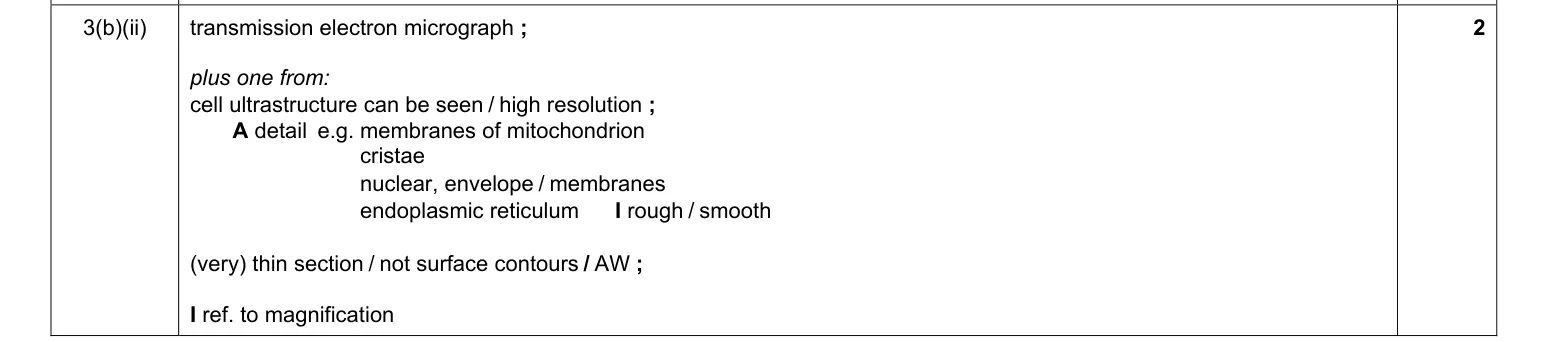 3(b)(ii) transmission electron micrograph ; 2
plus one from:
cell ultrastructure can be seen / high resolution ;
A detail e.g. membranes of mitochondrion
cristae
nuclear, envelope / membranes
endoplasmic reticulum I rough / smooth
(very) thin section / not surface contours / AW ;
I ref. to magnification